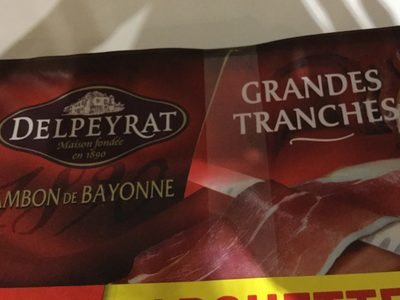 DELPEYRAT
Maison fondée
en 1890
AMBON DE BAYONNE
GRANDES
TRANCHES